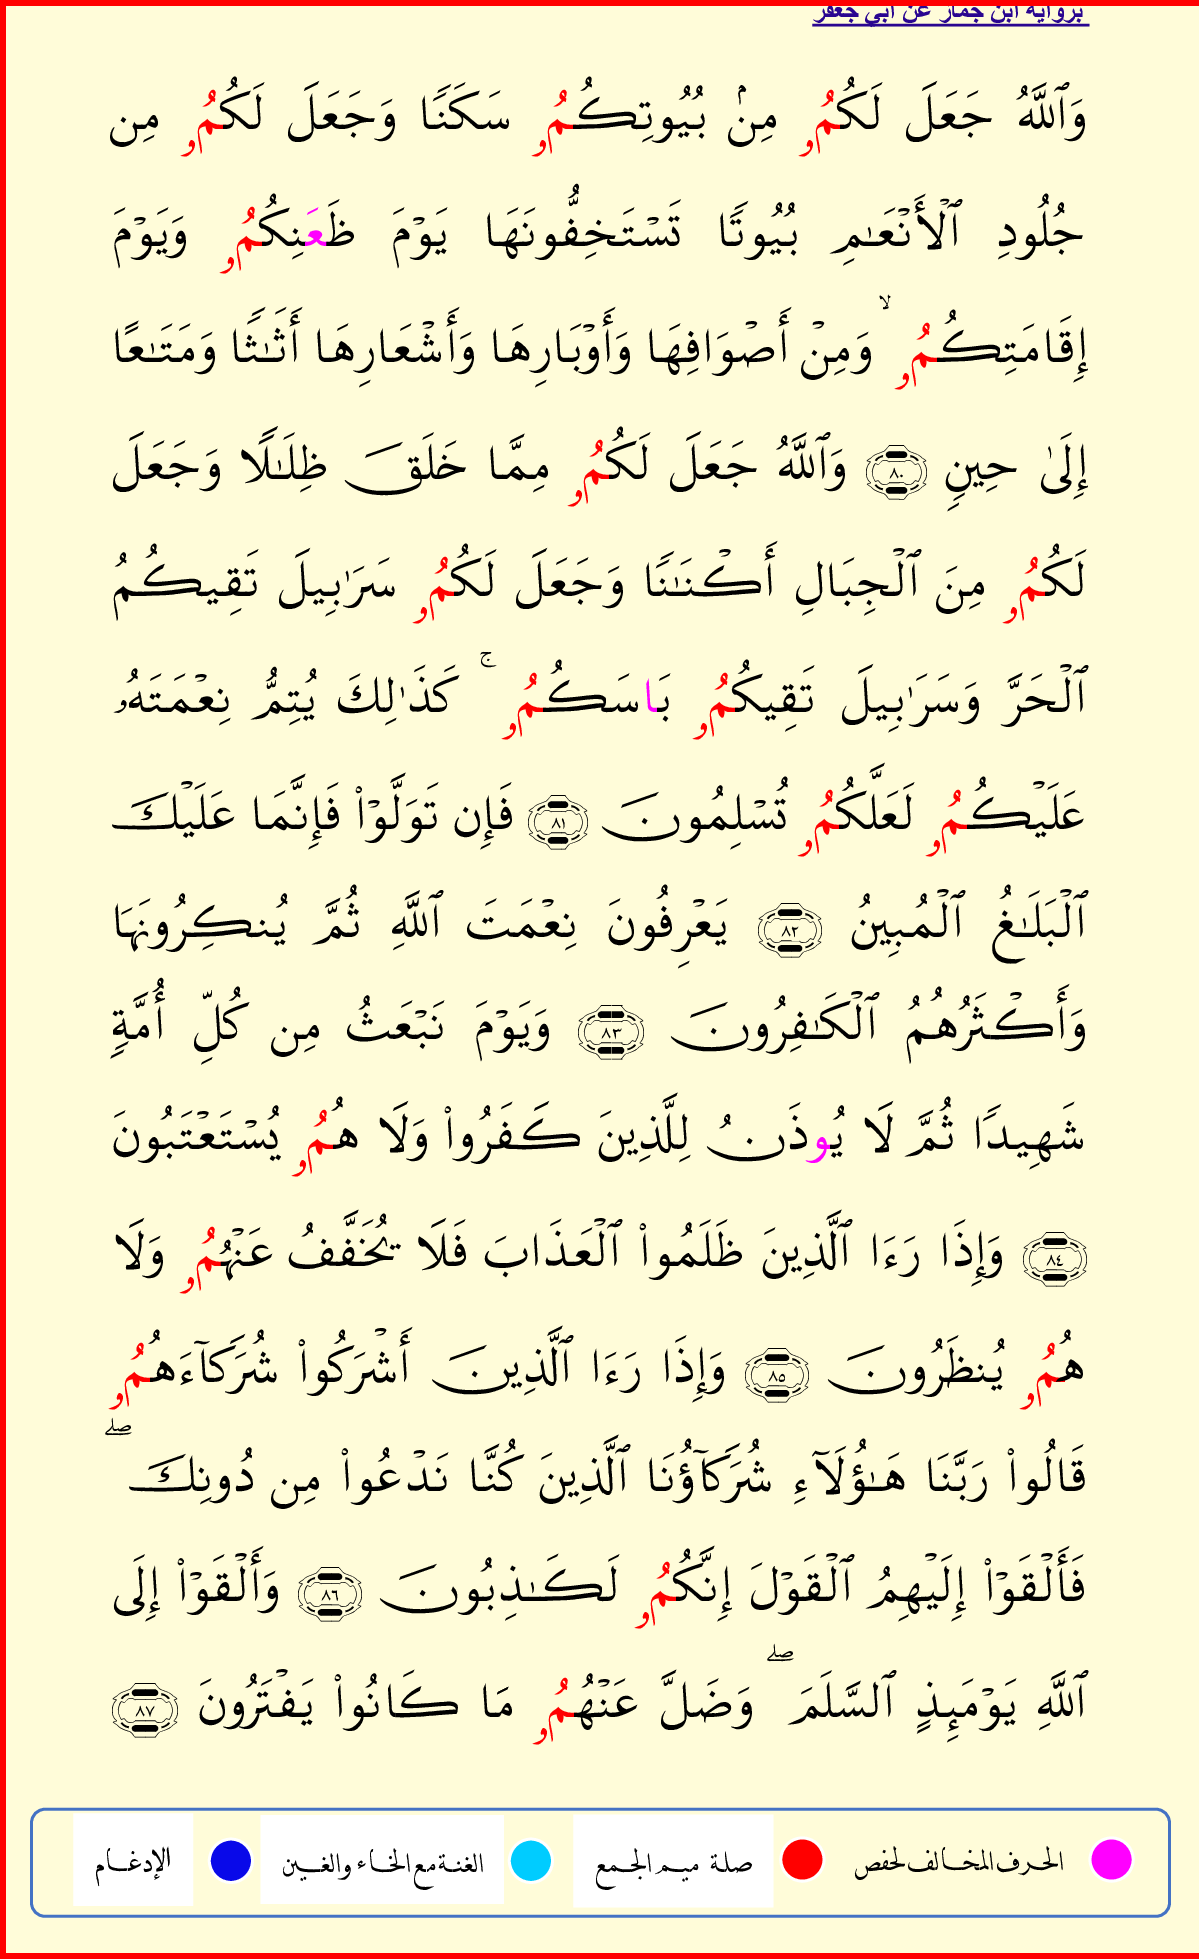 برواية ابن جماز عن أبي جعفر
وَٱللَّهُ جَعَلَ لَكُمُۥ مِنۢ بُيُوتِكُمُۥ سَكَنًا وَجَعَلَ لَكُمُۥ مِن
جُلُودِ ٱلۡأَنۡعَـٰمِ بُيُوتًا تَسۡتَخِفُّونَهَا يَوۡمَ ظَعَنِكُمُۥ وَيَوۡمَ
إِقَامَتِكُمُۥ ۙ وَمِنۡ أَصۡوَافِهَا وَأَوۡبَارِهَا وَأَشۡعَارِهَا أَثَـٰثًا وَمَتَـٰعًا
إِلَىٰ حِينٍ ٨٠ وَٱللَّهُ جَعَلَ لَكُمُۥ مِمَّا خَلَقَ ظِلَـٰلًا وَجَعَلَ
لَكُمُۥ مِنَ ٱلۡجِبَالِ أَكۡنَـٰنًا وَجَعَلَ لَكُمُۥ سَرَٰبِيلَ تَقِيكُمُ
ٱلۡحَرَّ وَسَرَٰبِيلَ تَقِيكُمُۥ بَاسَكُمُۥ ۚ كَذَٰلِكَ يُتِمُّ نِعۡمَتَهُۥ
عَلَيۡكُمُۥ لَعَلَّكُمُۥ تُسۡلِمُونَ ٨١ فَإِن تَوَلَّوۡا۟ فَإِنَّمَا عَلَيۡكَ
ٱلۡبَلَـٰغُ ٱلۡمُبِينُ ٨٢ يَعۡرِفُونَ نِعۡمَتَ ٱللَّهِ ثُمَّ يُنكِرُونَهَا
وَأَكۡثَرُهُمُ ٱلۡكَـٰفِرُونَ ٨٣ وَيَوۡمَ نَبۡعَثُ مِن كُلِّ أُمَّةٍ
شَهِيدًا ثُمَّ لَا يُوذَنُ لِلَّذِينَ كَفَرُوا۟ وَلَا هُمُۥ يُسۡتَعۡتَبُونَ
٨٤ وَإِذَا رَءَا ٱلَّذِينَ ظَلَمُوا۟ ٱلۡعَذَابَ فَلَا يُخَفَّفُ عَنۡهُمُۥ وَلَا
هُمُۥ يُنظَرُونَ ٨٥ وَإِذَا رَءَا ٱلَّذِينَ أَشۡرَكُوا۟ شُرَكَآءَهُمُۥ
قَالُوا۟ رَبَّنَا هَـٰٓؤُلَآءِ شُرَكَآؤُنَا ٱلَّذِينَ كُنَّا نَدۡعُوا۟ مِن دُونِكَ ۖ
فَأَلۡقَوۡا۟ إِلَيۡهِمُ ٱلۡقَوۡلَ إِنَّكُمُۥ لَكَـٰذِبُونَ ٨٦ وَأَلۡقَوۡا۟ إِلَى
ٱللَّهِ يَوۡمَئِذٍ ٱلسَّلَمَ ۖ وَضَلَّ عَنۡهُمُۥ مَا كَانُوا۟ يَفۡتَرُونَ ٨٧
الحرف المخالف لحفص صلة ميم الجمع الغنة مع الخاء والغين الإدغام